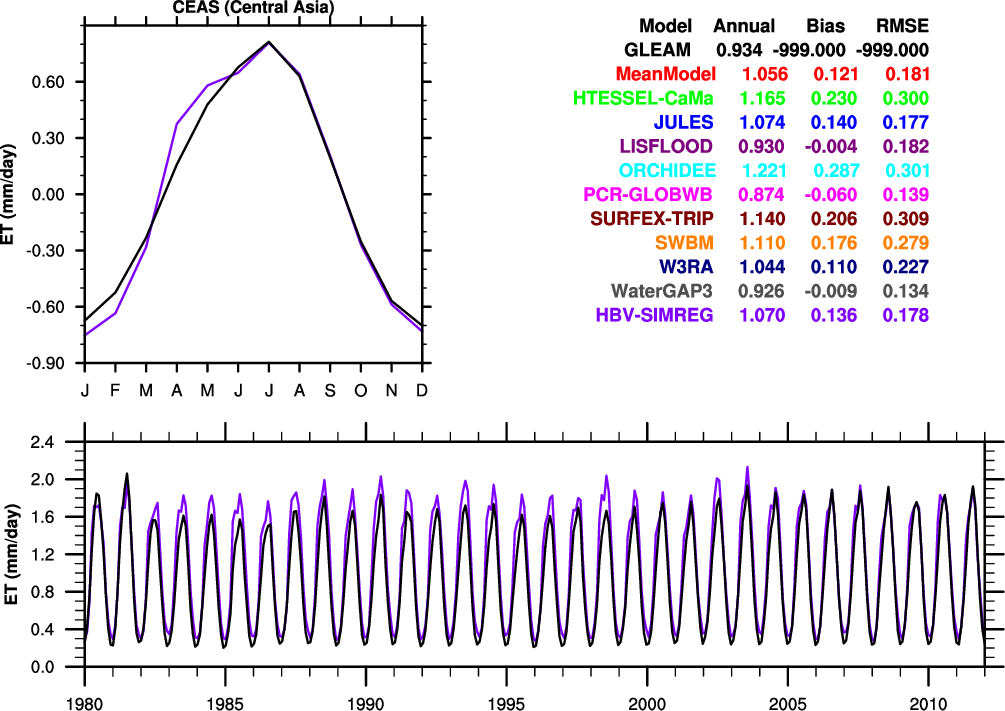 CEAS (Central Asia)
ET (mm/day)
0.60
0.30
0.00
-0.30
-0.60
-0.90
J F M A M J J A S O N D
Model Annual Bias RMSE
GLEAM 0.934 -999.000 -999.000
MeanModel 1.056 0.121 0.181
HTESSEL-CaMa 1.165 0.230 0.300
JULES 1.074 0.140 0.177
LISFLOOD 0.930 -0.004 0.182
ORCHIDEE 1.221 0.287 0.301
PCR-GLOBWB 0.874 -0.060 0.139
SURFEX-TRIP 1.140 0.206 0.309
SWBM 1.110 0.176 0.279
W3RA 1.044 0.110 0.227
WaterGAP3 0.926 -0.009 0.134
HBV-SIMREG 1.070 0.136 0.178
ET (mm/day)
2.4
2.0
1.6
1.2
0.8
0.4
0.0
1980 1985 1990 1995 2000 2005 2010